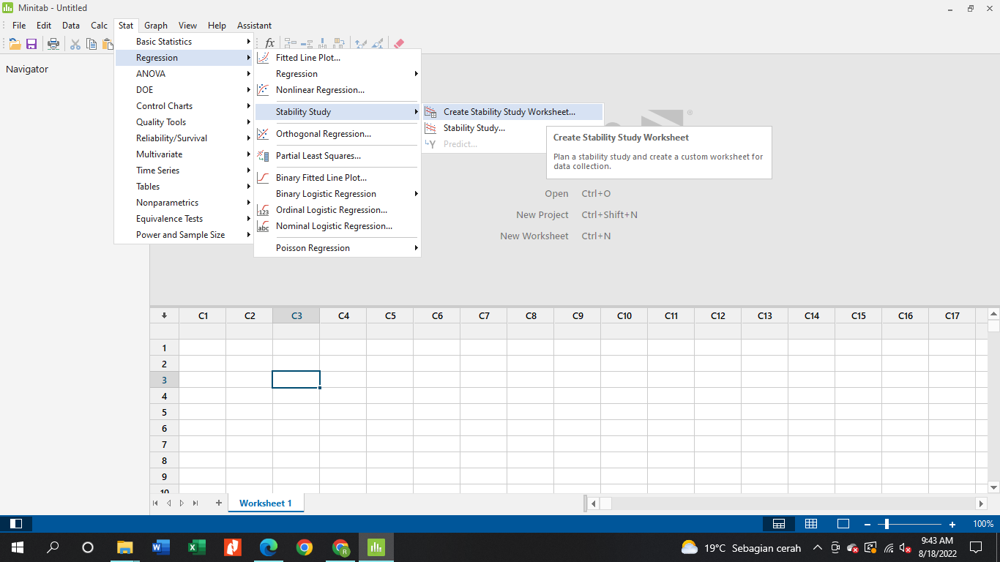 Minitab - Untitled
File Edit Data Calc Stat Graph View Help Assistant
Navigator
Basic Statistics
Regression
ANOVA
DOE
Control Charts
Quality Tools
Reliability/Survival
Multivariate
Time Series
Tables
Nonparametrics
Equivalence Tests
Power and Sample Size
fx
Fitted Line Plot...
Regression
Nonlinear Regression...
Stability Study
Orthogonal Regression...
Partial Least Squares...
Binary Fitted Line Plot...
Binary Logistic Regression
123 Ordinal Logistic Regression...
abc Nominal Logistic Regression...
Poisson Regression
Create Stability Study Worksheet...
Stability Study...
Y Predict...
®
Create Stability Study Worksheet
Plan a stability study and create a custom worksheet for
data collection.
Open Ctrl+O
New Project Ctrl+Shift+N
New Worksheet Ctrl+N
C1 C2 C3 C4 C5 C6 C7 C8 C9 C10 C11 C12 C13 C14 C15 C16 C17
1
2
3
4
5
6
7
8
9
10
+ Worksheet 1
100%
19°C Sebagian cerah
9:43 AM
8/18/2022